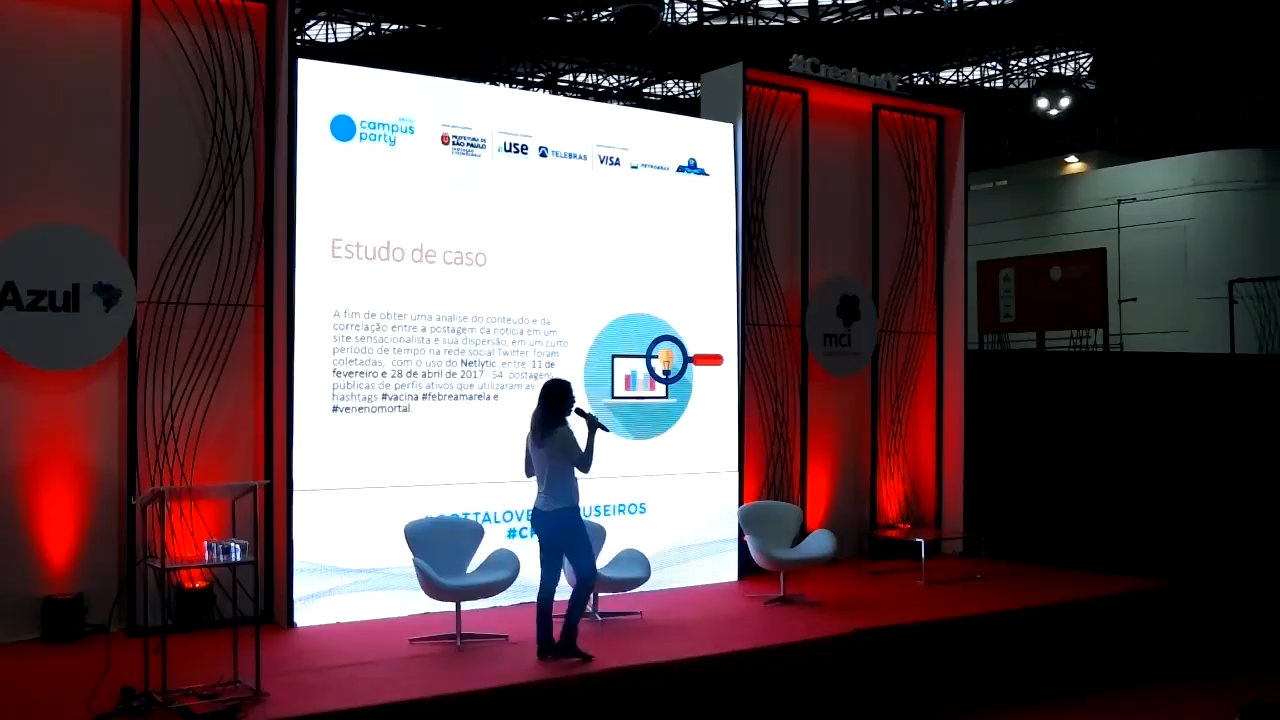 #Creativity
campus
party
PREFEITURA DE
SÃO PAULO
use
TELEBRAS
VISA
PETROBRAS
Estudo de caso
A fim de obter uma analise do conteudo e da
correlação entre a postagem da noticia em um
site sensacionalista e sua dispersão, em um curto
período de tempo na rede social Twitter, foram
coletadas, com o uso do Netlytic, entre 11 de
fevereiro e 28 de abril de 2017 54 postagens
públicas de perfis ativos que utilizaram as
hashtags #vacina #febreamarela e
#venenomortal.
USEIROS
Azul
mci